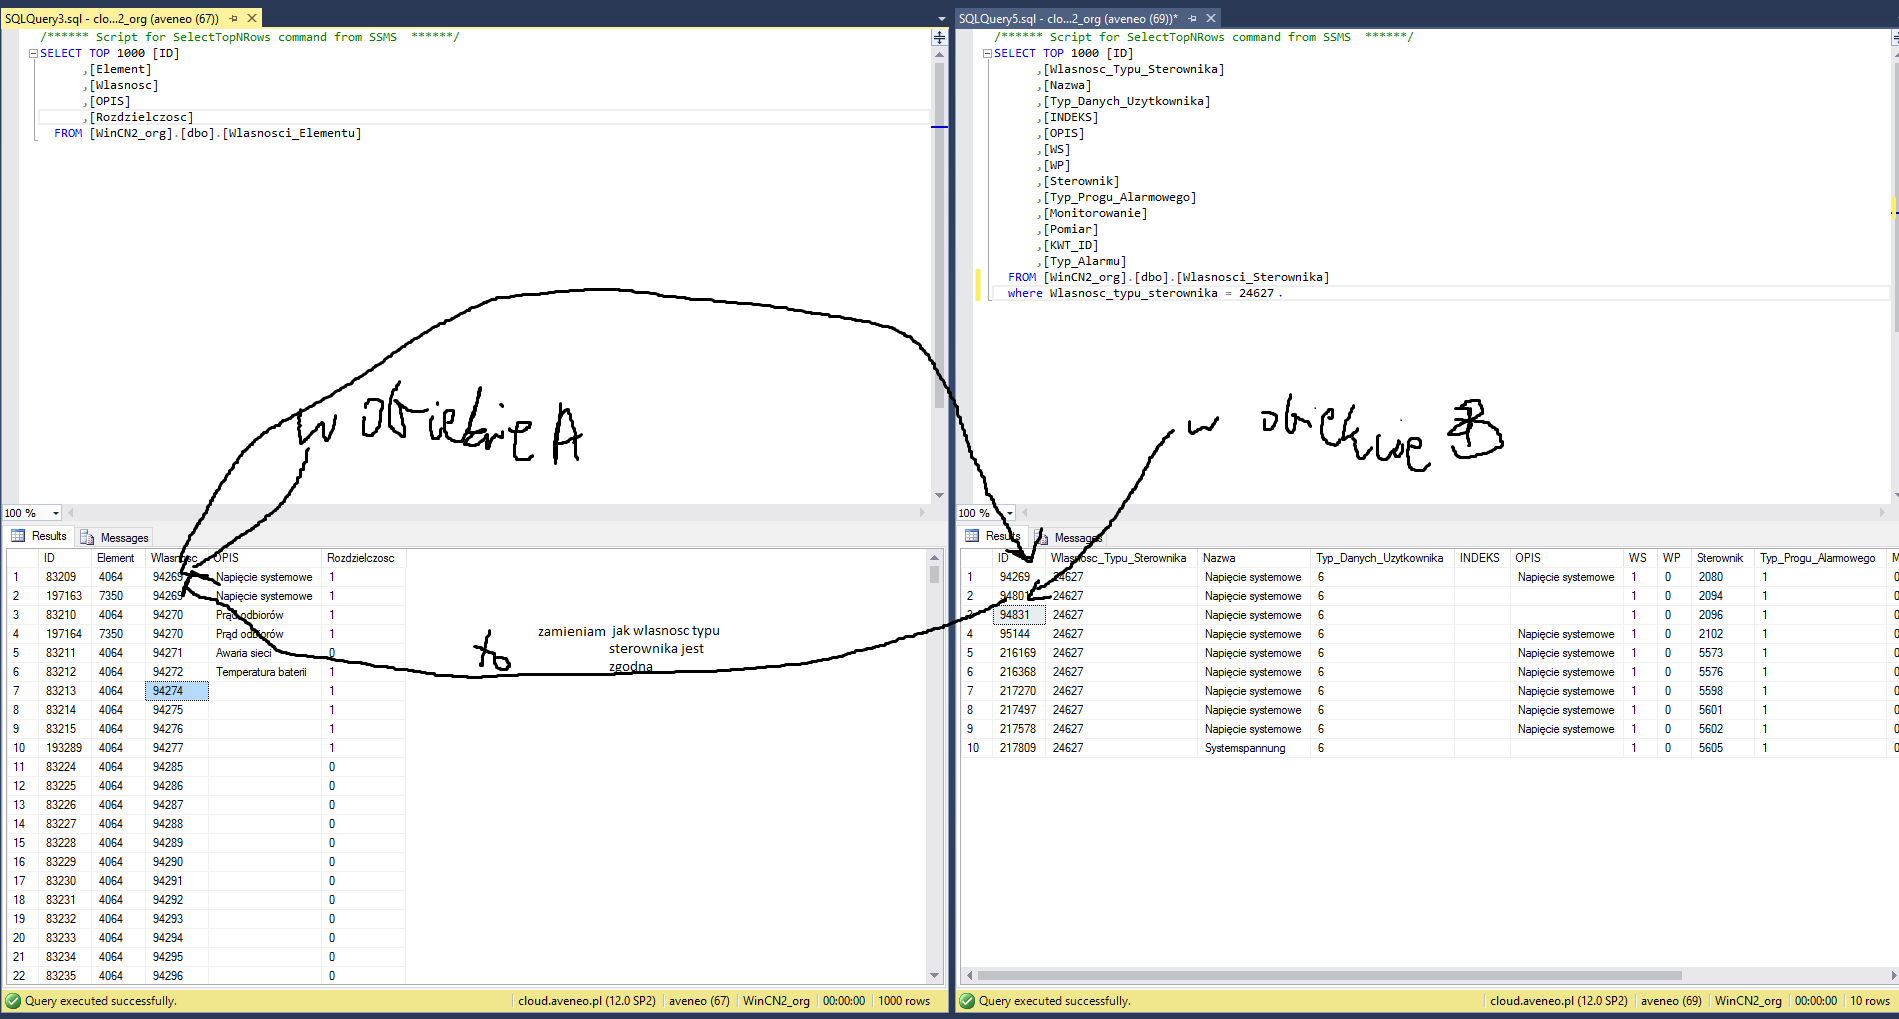 SQLQuery3.sql - clo...2_org (aveneo (67))
/****** Script for SelectTopNRows command from SSMS ******/
SELECT TOP 1000 [ID]
,[Element]
,[Wlasnosc]
,[OPIS]
,[Rozdzielczosc]
FROM [WinCN2_org].[dbo].[Wlasnosci_Elementu]
w obiekcie A
100 %
Results Messages
ID Element Wlasnosc OPIS Rozdzielczosc
1 83209 4064 94269 Napięcie systemowe 1
2 197163 7350 94269 Napięcie systemowe 1
3 83210 4064 94270 Prąd odbiorów 1
4 197164 7350 94270 Prąd odbiorów 1
5 83211 4064 94271 Awaria sieci 0
6 83212 4064 94272 Temperatura baterii 1
7 83213 4064 94274 1
8 83214 4064 94275 1
9 83215 4064 94276 1
10 193289 4064 94277 1
11 83224 4064 94285 0
12 83225 4064 94286 0
13 83226 4064 94287 0
14 83227 4064 94288 0
15 83228 4064 94289 0
16 83229 4064 94290 0
17 83230 4064 94291 0
18 83231 4064 94292 0
19 83232 4064 94293 0
20 83233 4064 94294 0
21 83234 4064 94295 0
22 83235 4064 94296 0
to
zamieniam jak wlasnosc typu
sterownika jest
zgodna
Query executed successfully. cloud.aveneo.pl (12.0 SP2) aveneo (67) WinCN2_org 00:00:00 1000 rows
SQLQuery5.sql - clo...2_org (aveneo (69))*
/****** Script for SelectTopNRows command from SSMS ******/
SELECT TOP 1000 [ID]
,[Wlasnosc_Typu_Sterownika]
,[Nazwa]
,[Typ_Danych_Uzytkownika]
,[INDEKS]
,[OPIS]
,[WS]
,[WP]
,[Sterownik]
,[Typ_Progu_Alarmowego]
,[Monitorowanie]
,[Pomiar]
,[KWT_ID]
,[Typ_Alarmu]
FROM [WinCN2_org].[dbo].[Wlasnosci_Sterownika]
where Wlasnosc_typu_sterownika = 24627 .
w obiekcie B
100 %
Results Messages
ID Wlasnosc_Typu_Sterownika Nazwa Typ_Danych_Uzytkownika INDEKS OPIS WS WP Sterownik Typ_Progu_Alarmowego M
1 94269 24627 Napięcie systemowe 6 Napięcie systemowe 1 0 2080 1 0
2 94801 24627 Napięcie systemowe 6 1 0 2094 1 0
3 94831 24627 Napięcie systemowe 6 1 0 2096 1 0
4 95144 24627 Napięcie systemowe 6 Napięcie systemowe 1 0 2102 1 0
5 216169 24627 Napięcie systemowe 6 Napięcie systemowe 1 0 5573 1 0
6 216368 24627 Napięcie systemowe 6 Napięcie systemowe 1 0 5576 1 0
7 217270 24627 Napięcie systemowe 6 Napięcie systemowe 1 0 5598 1 0
8 217497 24627 Napięcie systemowe 6 Napięcie systemowe 1 0 5601 1 0
9 217578 24627 Napięcie systemowe 6 Napięcie systemowe 1 0 5602 1 0
10 217809 24627 Systemspannung 6 1 0 5605 1 0
Query executed successfully. cloud.aveneo.pl (12.0 SP2) aveneo (69) WinCN2_org 00:00:00 10 rows